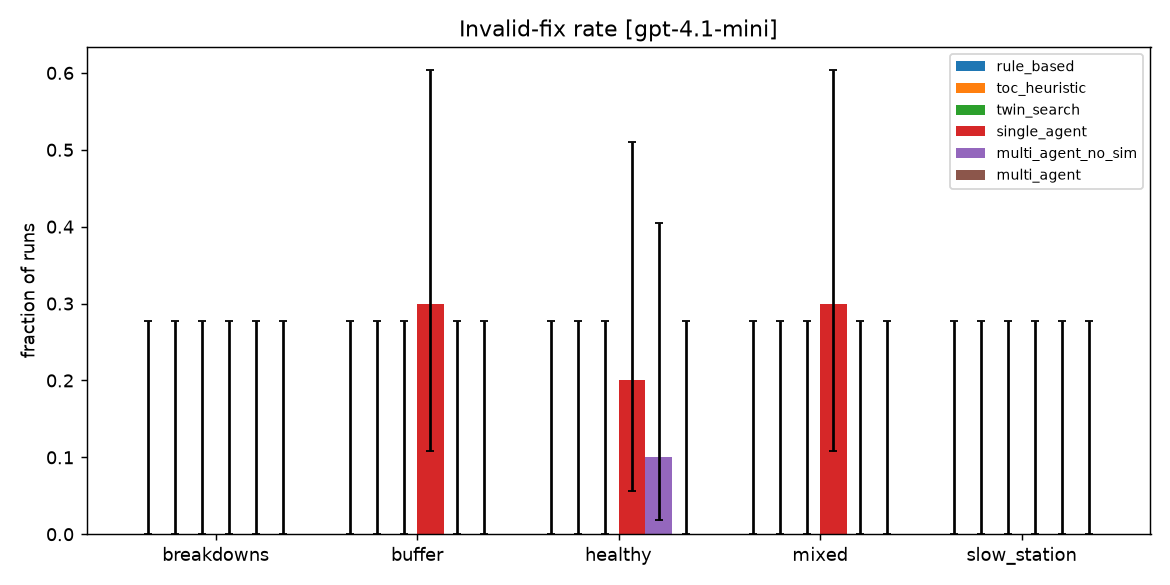 Invalid-fix rate [gpt-4.1-mini]
fraction of runs
0.6
0.5
0.4
0.3
0.2
0.1
0.0
rule_based
toc_heuristic
twin_search
single_agent
multi_agent_no_sim
multi_agent
breakdowns
buffer
healthy
mixed
slow_station